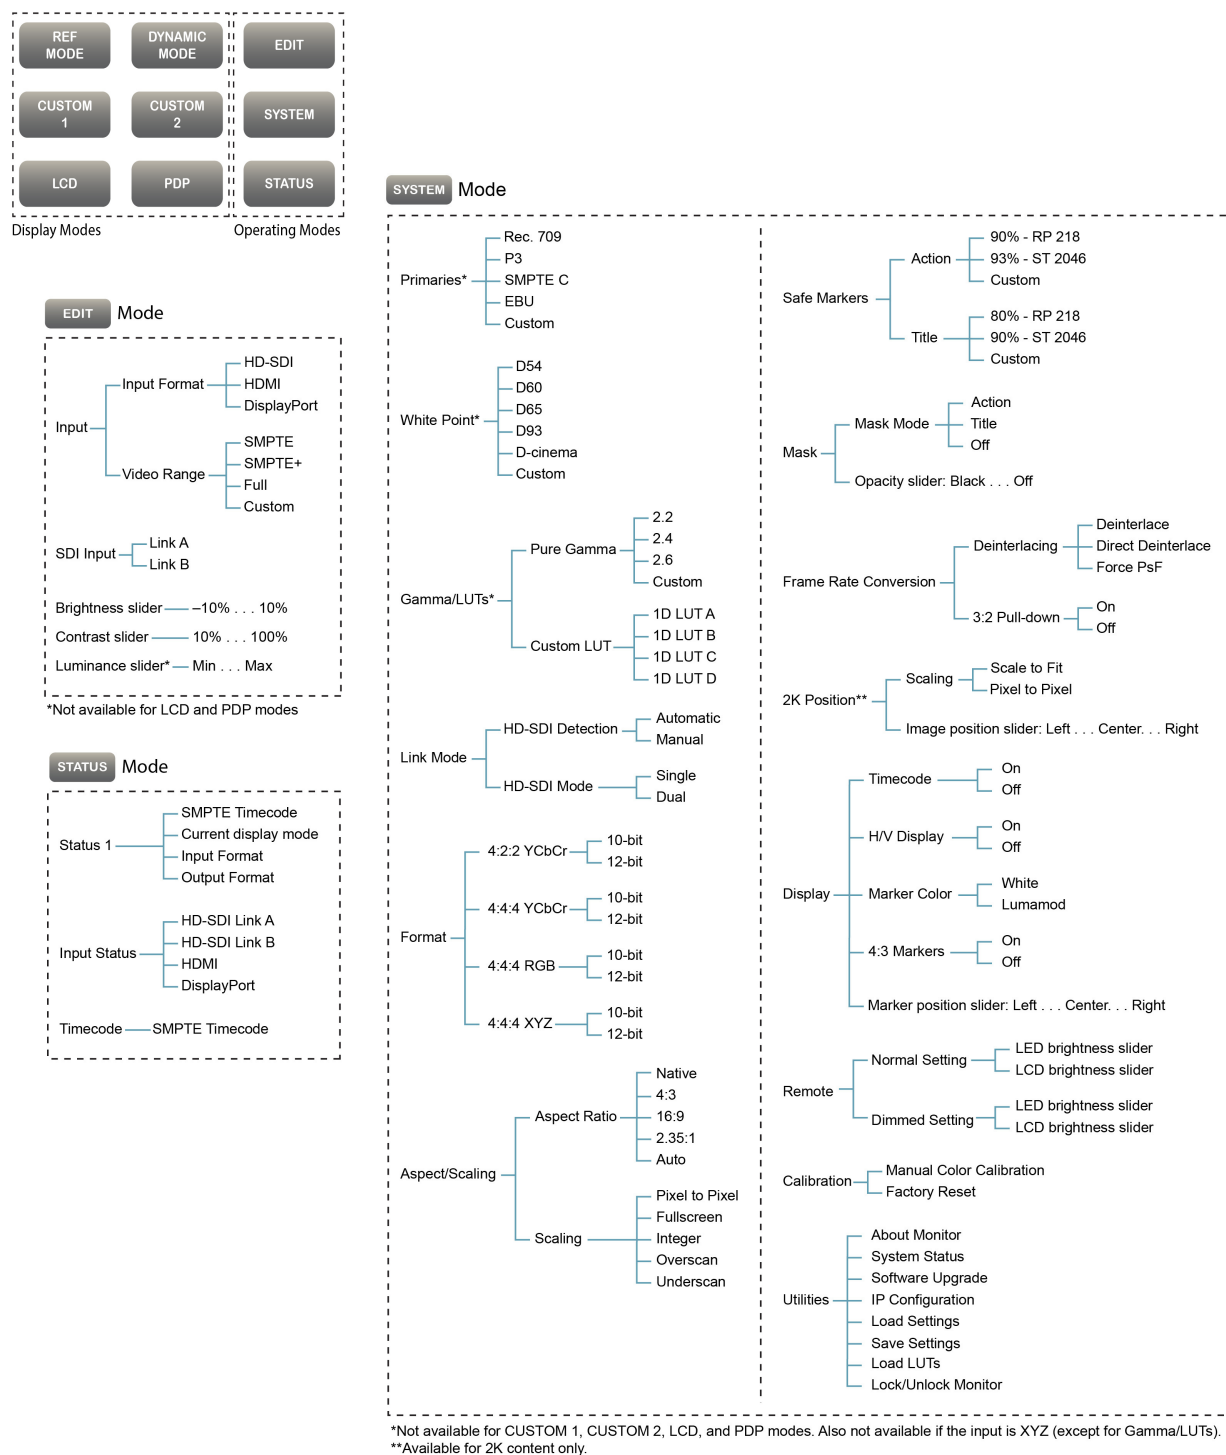 REF
MODE
DYNAMIC
MODE
EDIT
CUSTOM
1
CUSTOM
2
SYSTEM
LCD
PDP
STATUS
Display Modes
Operating Modes
EDIT Mode
Input
Input Format
HD-SDI
HDMI
DisplayPort
Video Range
SMPTE
SMPTE+
Full
Custom
SDI Input
Link A
Link B
Brightness slider
–10% . . . 10%
Contrast slider
10% . . . 100%
Luminance slider*
Min . . . Max
*Not available for LCD and PDP modes
STATUS Mode
Status 1
SMPTE Timecode
Current display mode
Input Format
Output Format
Input Status
HD-SDI Link A
HD-SDI Link B
HDMI
DisplayPort
Timecode
SMPTE Timecode
SYSTEM Mode
Primaries*
Rec. 709
P3
SMPTE C
EBU
Custom
White Point*
D54
D60
D65
D93
D-cinema
Custom
Gamma/LUTs*
Pure Gamma
2.2
2.4
2.6
Custom
Custom LUT
1D LUT A
1D LUT B
1D LUT C
1D LUT D
Link Mode
HD-SDI Detection
Automatic
Manual
HD-SDI Mode
Single
Dual
Format
4:2:2 YCbCr
10-bit
12-bit
4:4:4 YCbCr
10-bit
12-bit
4:4:4 RGB
10-bit
12-bit
4:4:4 XYZ
10-bit
12-bit
Aspect/Scaling
Aspect Ratio
Native
4:3
16:9
2.35:1
Auto
Scaling
Pixel to Pixel
Fullscreen
Integer
Overscan
Underscan
Safe Markers
Action
90% - RP 218
93% - ST 2046
Custom
Title
80% - RP 218
90% - ST 2046
Custom
Mask
Mask Mode
Action
Title
Off
Opacity slider: Black . . . Off
Frame Rate Conversion
Deinterlacing
Deinterlace
Direct Deinterlace
Force PsF
3:2 Pull-down
On
Off
2K Position**
Scaling
Scale to Fit
Pixel to Pixel
Image position slider: Left . . . Center. . . Right
Display
Timecode
On
Off
H/V Display
On
Off
Marker Color
White
Lumamod
4:3 Markers
On
Off
Marker position slider: Left . . . Center. . . Right
Remote
Normal Setting
LED brightness slider
LCD brightness slider
Dimmed Setting
LED brightness slider
LCD brightness slider
Calibration
Manual Color Calibration
Factory Reset
Utilities
About Monitor
System Status
Software Upgrade
IP Configuration
Load Settings
Save Settings
Load LUTs
Lock/Unlock Monitor
*Not available for CUSTOM 1, CUSTOM 2, LCD, and PDP modes. Also not available if the input is XYZ (except for Gamma/LUTs).
**Available for 2K content only.